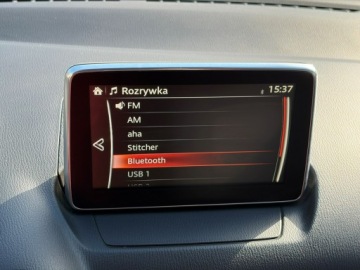 Rozrywka 15:37
FM
AM
aha
Stitcher
Bluetooth
USB 1